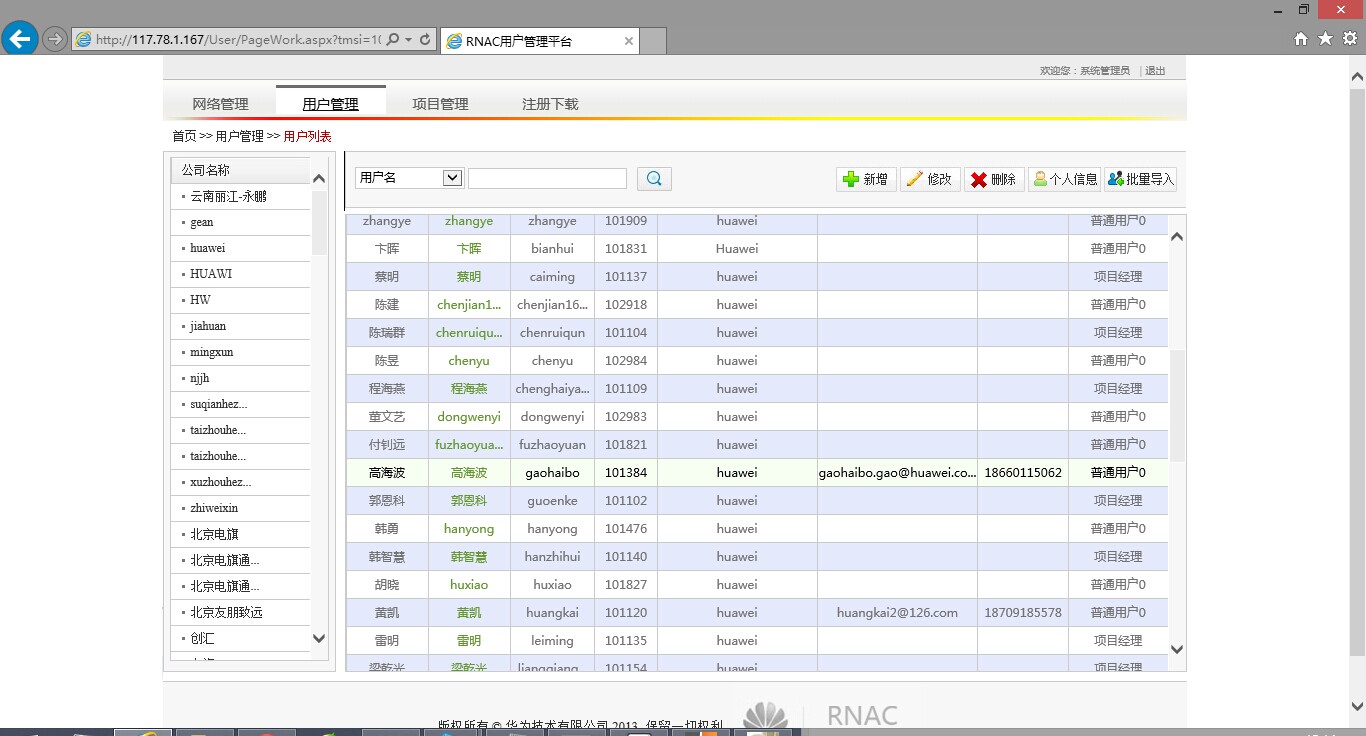 http://117.78.1.167/User/PageWork.aspx?tmsi=1
RNAC用户管理平台
欢迎您：系统管理员 | 退出
网络管理 用户管理 项目管理 注册下载
首页 >> 用户管理 >> 用户列表
公司名称
云南丽江-永鹏
gean
huawei
HUAWI
HW
jiahuan
mingxun
njjh
suqianhez...
taizhouhe...
taizhouhe...
xuzhouhez...
zhiweixin
北京电旗
北京电旗通...
北京电旗通...
北京友朋致远
创汇
用户名 新增 修改 删除 个人信息 批量导入
zhangye zhangye zhangye 101909 huawei 普通用户0
卞晖 卞晖 bianhui 101831 Huawei 普通用户0
蔡明 蔡明 caiming 101137 huawei 项目经理
陈建 chenjian1... chenjian16... 102918 huawei 普通用户0
陈瑞群 chenruiqu... chenruiqun 101104 huawei 项目经理
陈昱 chenyu chenyu 102984 huawei 普通用户0
程海燕 程海燕 chenghaiya... 101109 huawei 项目经理
董文艺 dongwenyi dongwenyi 102983 huawei 普通用户0
付钊远 fuzhaoyua... fuzhaoyuan 101821 huawei 普通用户0
高海波 高海波 gaohaibo 101384 huawei gaohaibo.gao@huawei.co... 18660115062 普通用户0
郭恩科 郭恩科 guoenke 101102 huawei 项目经理
韩勇 hanyong hanyong 101476 huawei 普通用户0
韩智慧 韩智慧 hanzhihui 101140 huawei 项目经理
胡晓 huxiao huxiao 101827 huawei 普通用户0
黄凯 黄凯 huangkai 101120 huawei huangkai2@126.com 18709185578 普通用户0
雷明 雷明 leiming 101135 huawei 项目经理
梁乾光 梁乾光 liangqiang 101154 huawei 项目经理
版权所有 © 华为技术有限公司 2013. 保留一切权利
RNAC